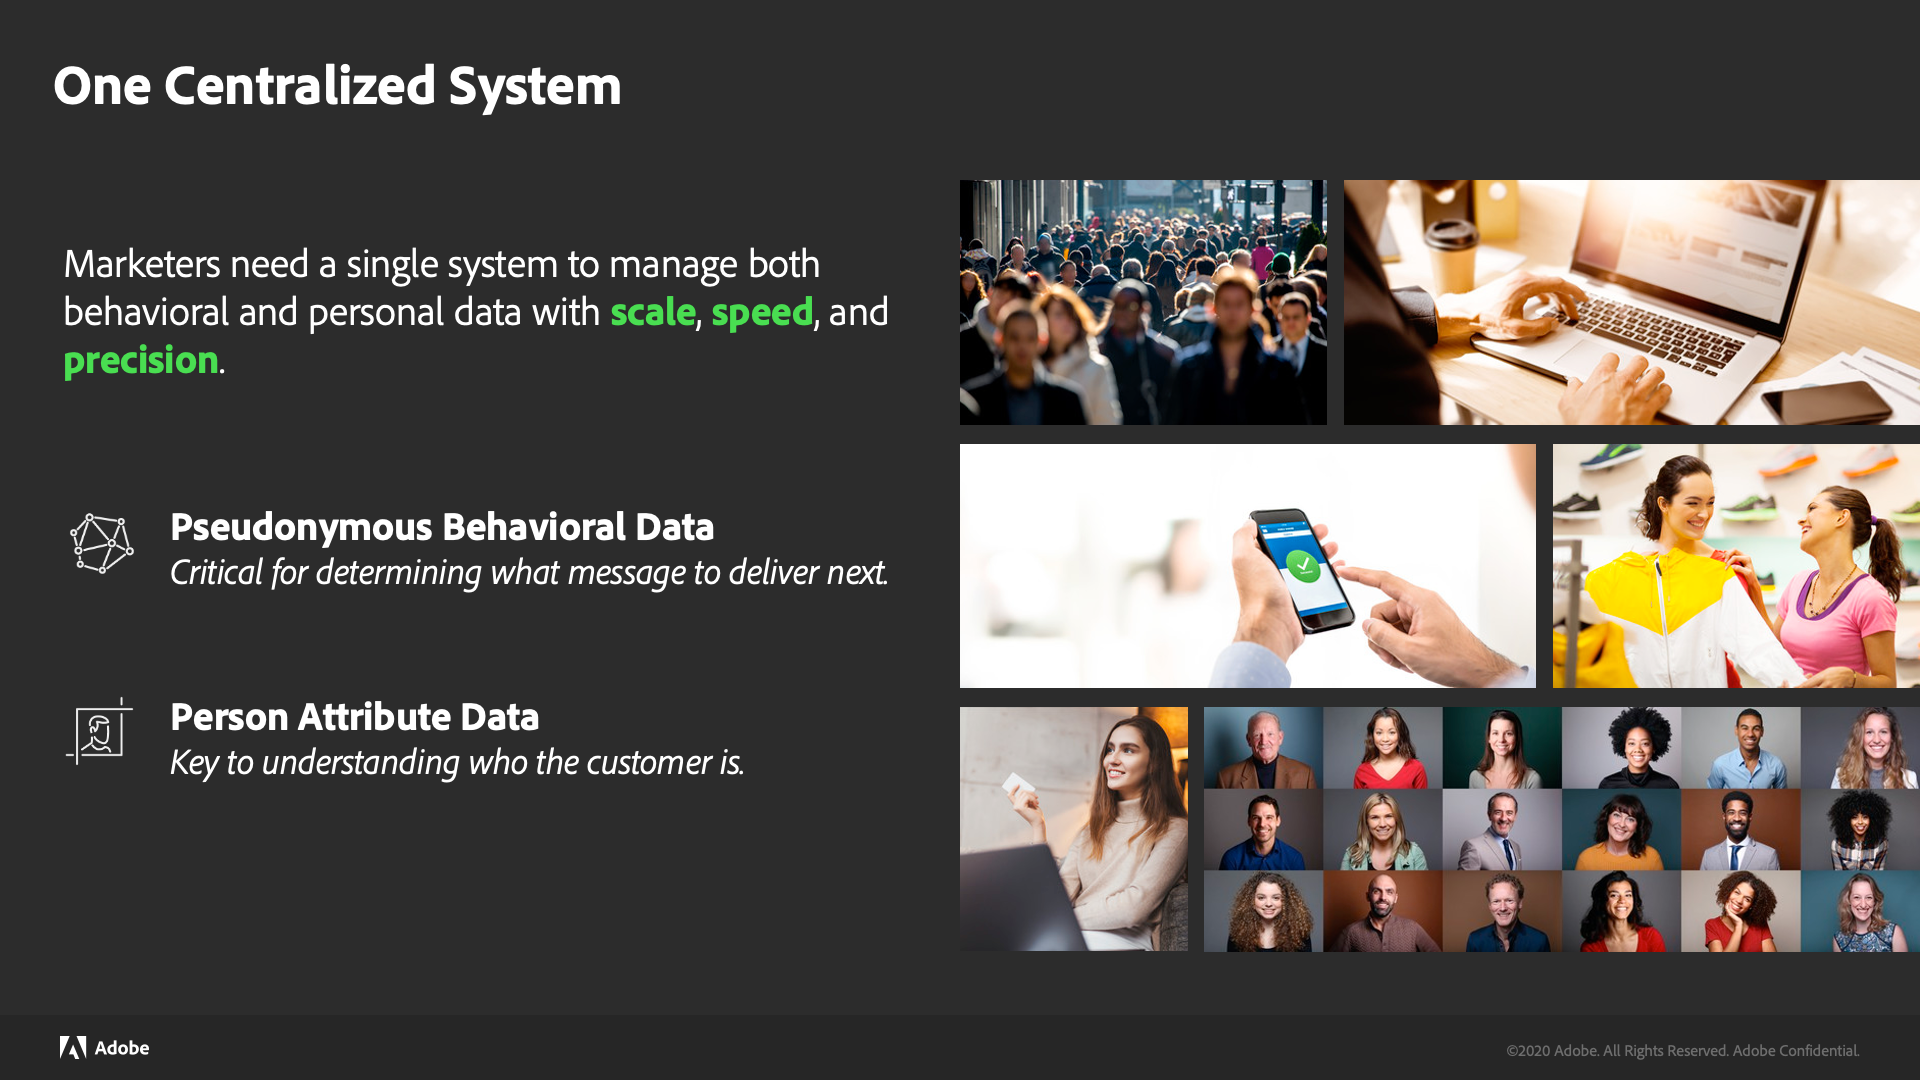 One Centralized System
Marketers need a single system to manage both
behavioral and personal data with scale, speed, and
precision.
Pseudonymous Behavioral Data
Critical for determining what message to deliver next.
Person Attribute Data
Key to understanding who the customer is.
Adobe
©2020 Adobe. All Rights Reserved. Adobe Confidential.